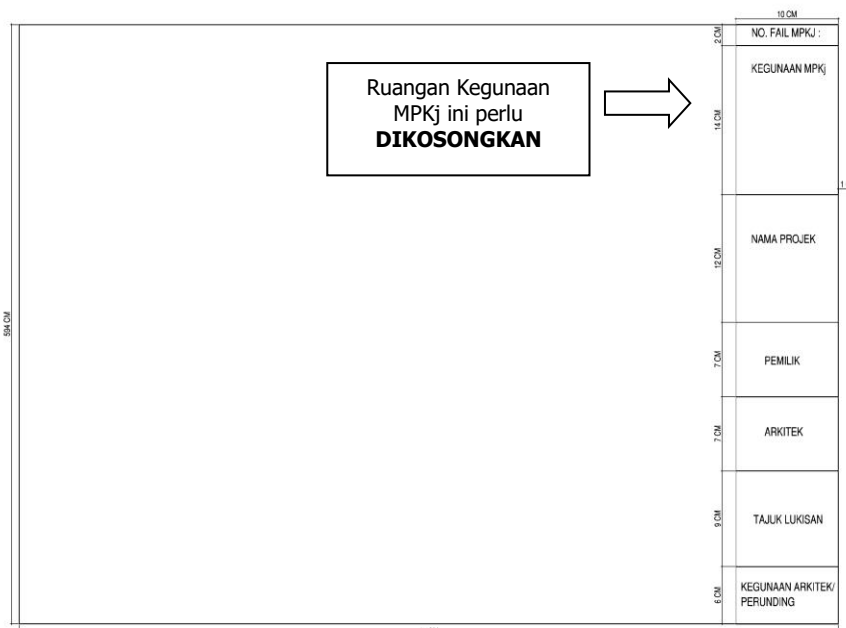 10 CM
2 CM
NO. FAIL MPKJ :
KEGUNAAN MPKj
Ruangan Kegunaan
MPKj ini perlu
DIKOSONGKAN
14 CM
1
12 CM
NAMA PROJEK
594 CM
7 CM
PEMILIK
7 CM
ARKITEK
9 CM
TAJUK LUKISAN
6 CM
KEGUNAAN ARKITEK/
PERUNDING